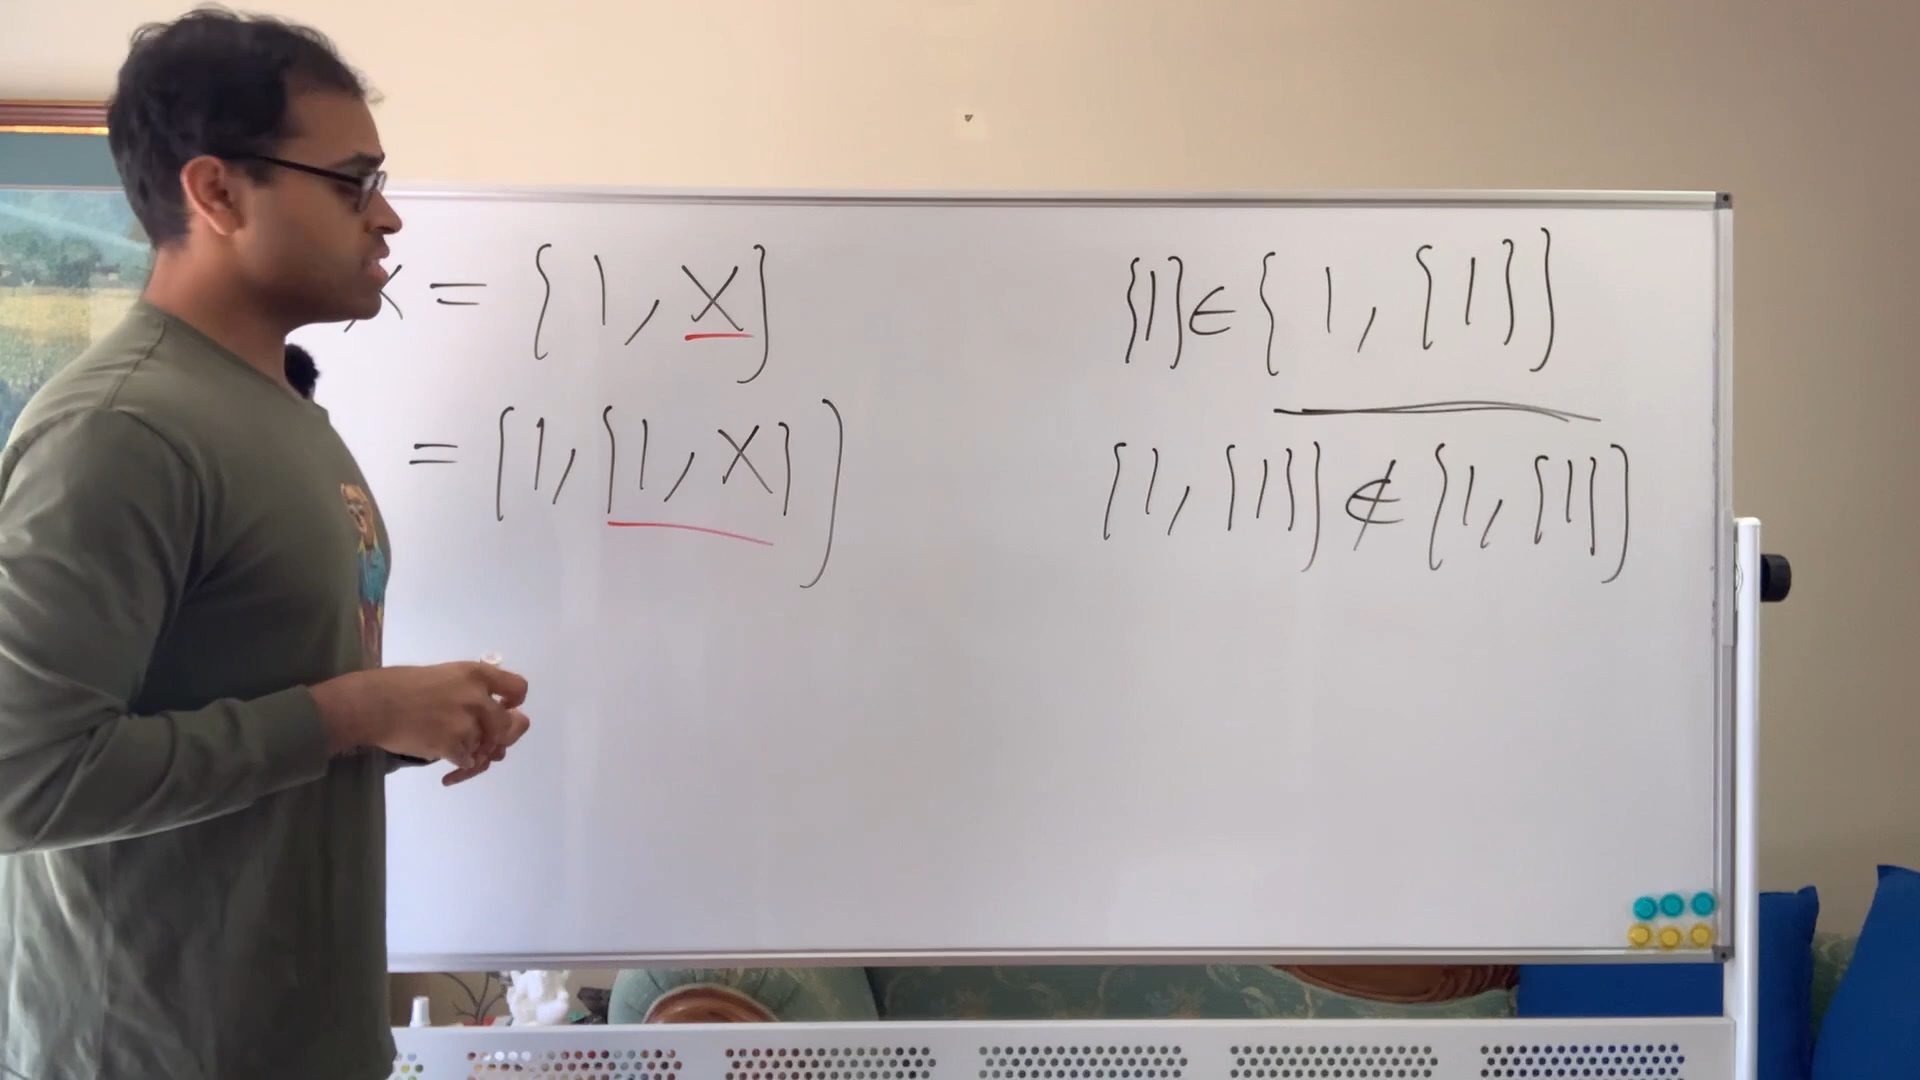 X = {1, X}
= {1, {1, X}}
{1} ∈ {1, {1}}
{1, {1}} ∉ {1, {1}}